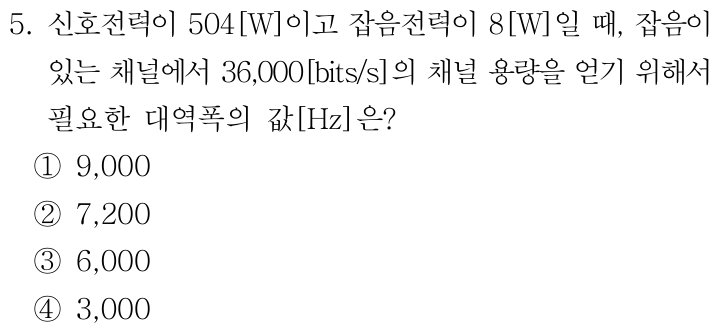 5. 신호전력이 504[W]이고 잡음전력이 8[W]일 때, 잡음이
있는 채널에서 36,000[bits/s]의 채널 용량을 얻기 위해서
필요한 대역폭의 값[Hz]은?
① 9,000
② 7,200
③ 6,000
④ 3,000